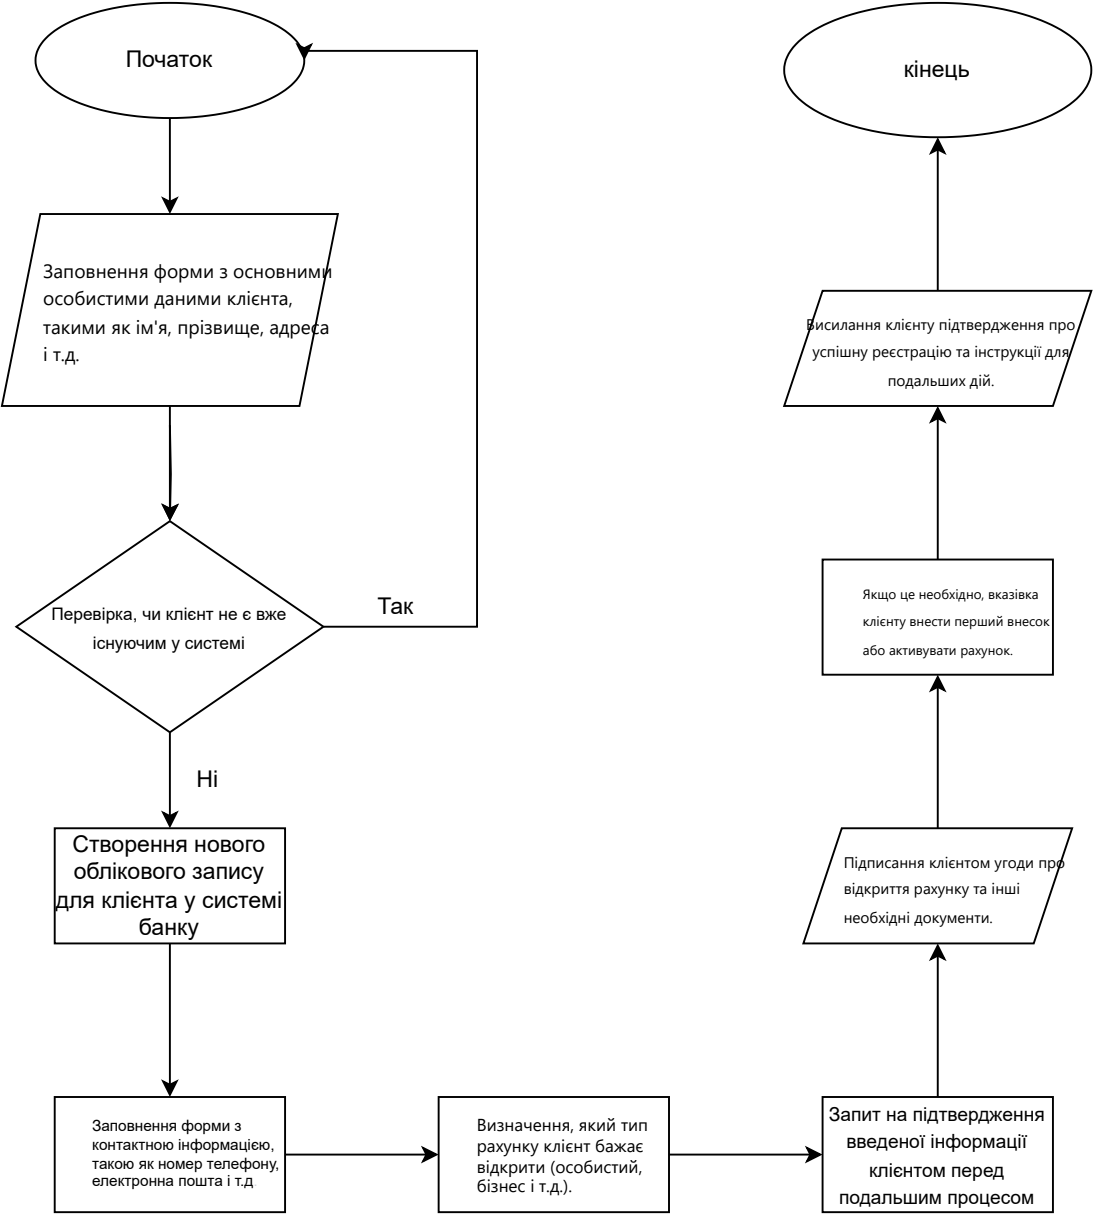 Початок
Заповнення форми з основними
особистими даними клієнта,
такими як ім'я, прізвище, адреса
і т.д.
Перевірка, чи клієнт не є вже
існуючим у системі
Так
Ні
Створення нового
облікового запису
для клієнта у системі
банку
Заповнення форми з
контактною інформацією,
такою як номер телефону,
електронна пошта і т.д
Визначення, який тип
рахунку клієнт бажає
відкрити (особистий,
бізнес і т.д.).
Запит на підтвердження
введеної інформації
клієнтом перед
подальшим процесом
Підписання клієнтом угоди про
відкриття рахунку та інші
необхідні документи.
Якщо це необхідно, вказівка
клієнту внести перший внесок
або активувати рахунок.
Висилання клієнту підтвердження про
успішну реєстрацію та інструкції для
подальших дій.
кінець